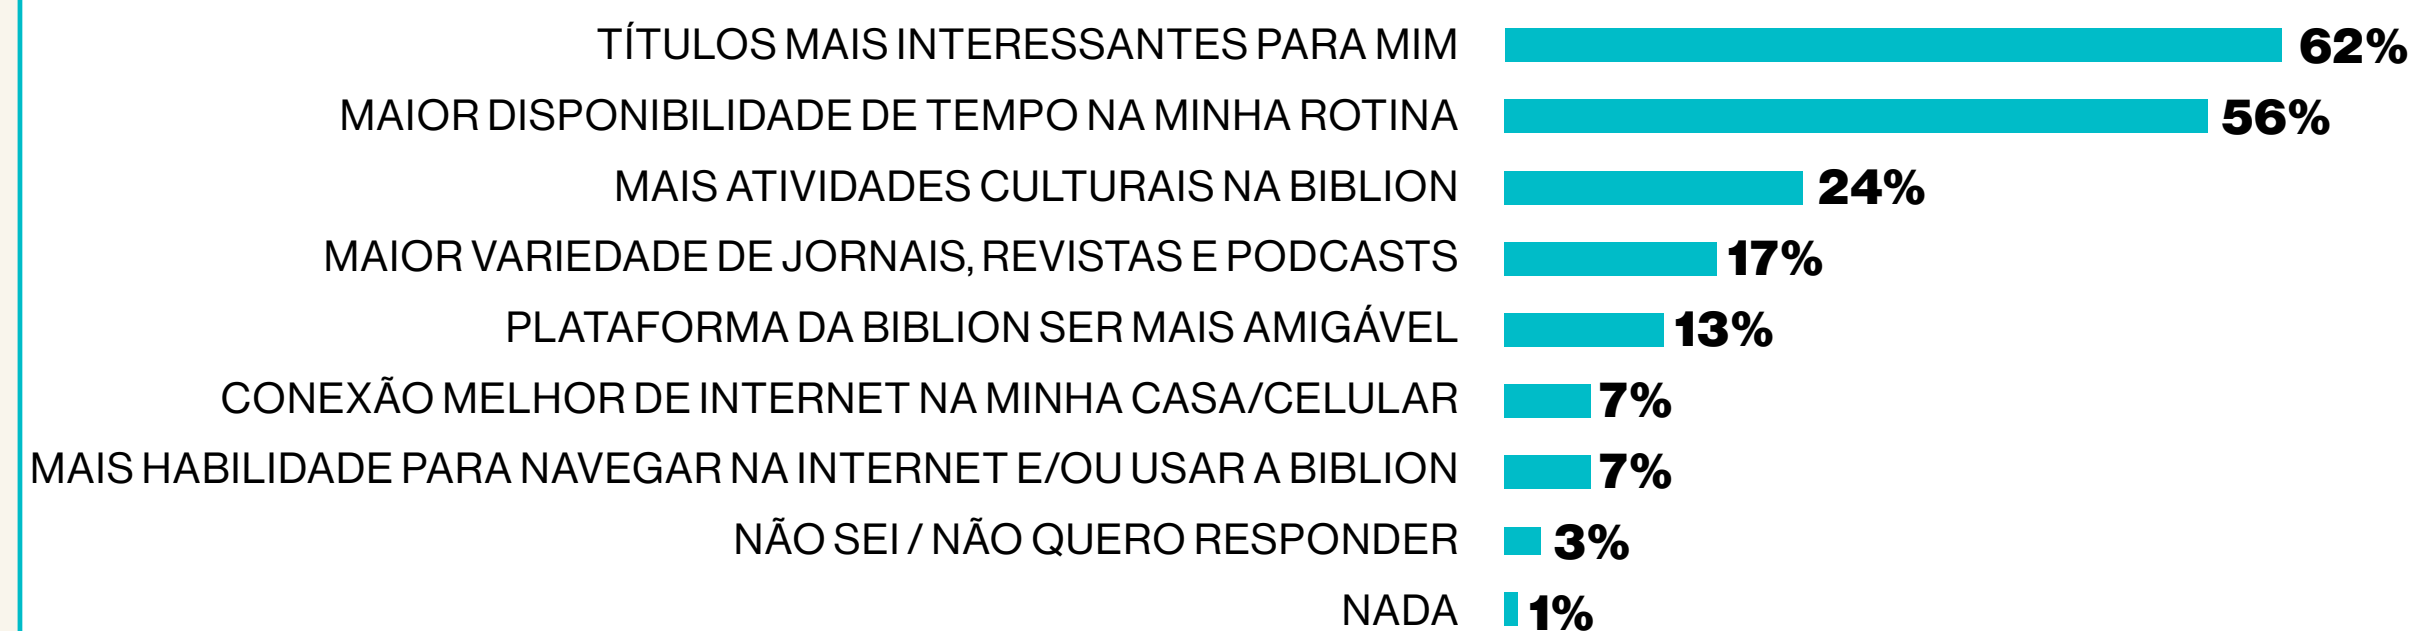 TÍTULOS MAIS INTERESSANTES PARA MIM 62%
MAIOR DISPONIBILIDADE DE TEMPO NA MINHA ROTINA 56%
MAIS ATIVIDADES CULTURAIS NA BIBLION 24%
MAIOR VARIEDADE DE JORNAIS, REVISTAS E PODCASTS 17%
PLATAFORMA DA BIBLION SER MAIS AMIGÁVEL 13%
CONEXÃO MELHOR DE INTERNET NA MINHA CASA/CELULAR 7%
MAIS HABILIDADE PARA NAVEGAR NA INTERNET E/OU USAR A BIBLION 7%
NÃO SEI / NÃO QUERO RESPONDER 3%
NADA 1%